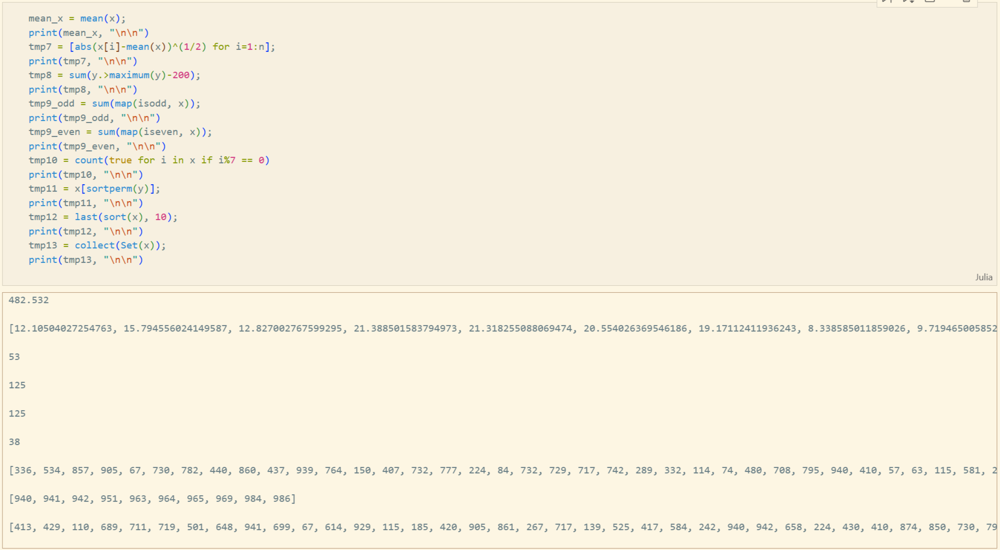 mean_x = mean(x);
print(mean_x, "\n\n")
tmp7 = [abs(x[i]-mean(x))^(1/2) for i=1:n];
print(tmp7, "\n\n")
tmp8 = sum(y.>maximum(y)-200);
print(tmp8, "\n\n")
tmp9_odd = sum(map(isodd, x));
print(tmp9_odd, "\n\n")
tmp9_even = sum(map(iseven, x));
print(tmp9_even, "\n\n")
tmp10 = count(true for i in x if i%7 == 0)
print(tmp10, "\n\n")
tmp11 = x[sortperm(y)];
print(tmp11, "\n\n")
tmp12 = last(sort(x), 10);
print(tmp12, "\n\n")
tmp13 = collect(Set(x));
print(tmp13, "\n\n")
Julia
482.532
[12.10504027254763, 15.794556024149587, 12.827002767599295, 21.388501583794973, 21.318255088069474, 20.554026369546186, 19.17112411936243, 8.338585011859026, 9.719465005852
53
125
125
38
[336, 534, 857, 905, 67, 730, 782, 440, 860, 437, 939, 764, 150, 407, 732, 777, 224, 84, 732, 729, 717, 742, 289, 332, 114, 74, 480, 708, 795, 940, 410, 57, 63, 115, 581, 2
[940, 941, 942, 951, 963, 964, 965, 969, 984, 986]
[413, 429, 110, 689, 711, 719, 501, 648, 941, 699, 67, 614, 929, 115, 185, 420, 905, 861, 267, 717, 139, 525, 417, 584, 242, 940, 942, 658, 224, 430, 410, 874, 850, 730, 79